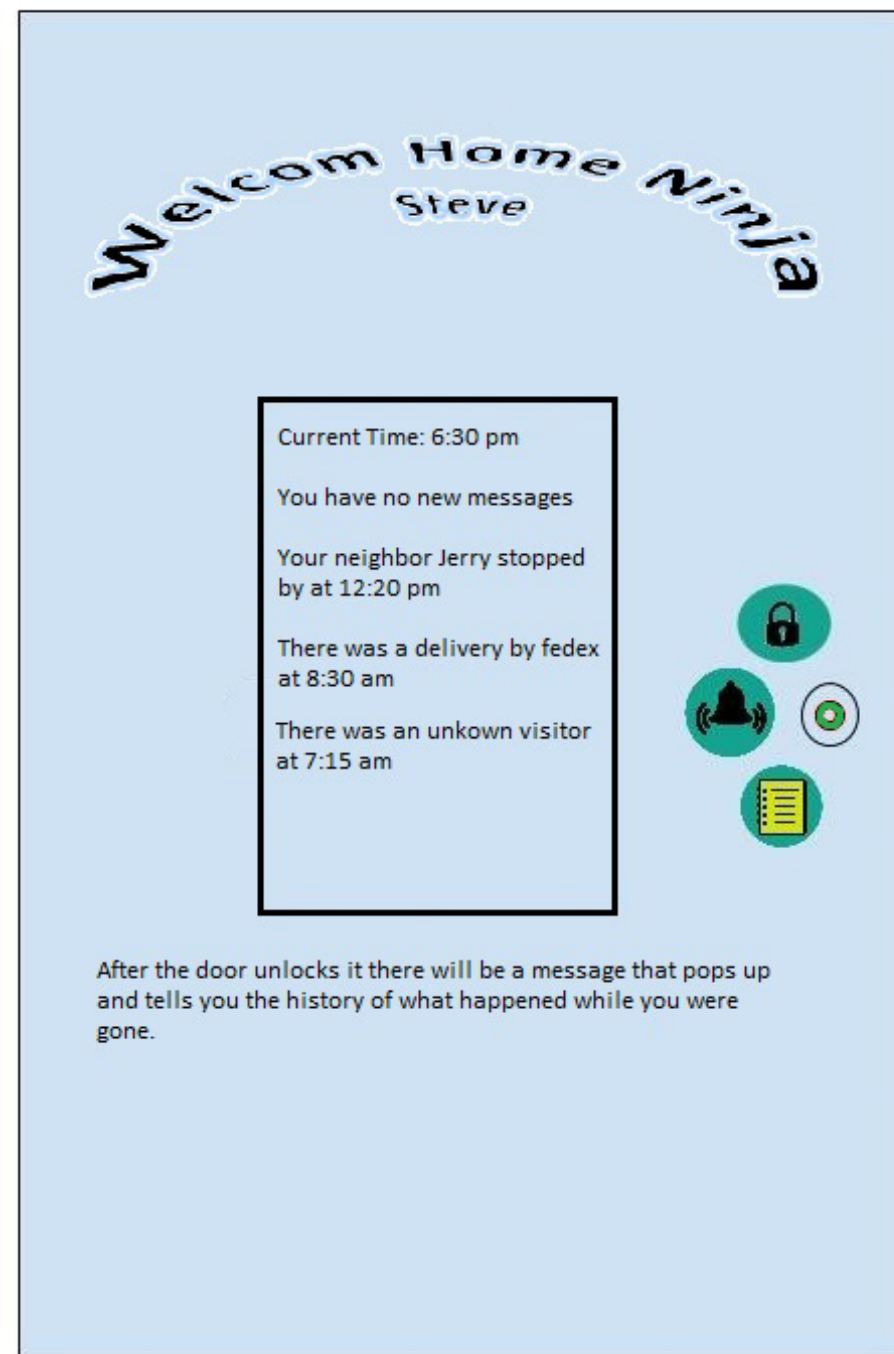 Welcom Home Ninja
Steve
Current Time: 6:30 pm
You have no new messages
Your neighbor Jerry stopped
by at 12:20 pm
There was a delivery by fedex
at 8:30 am
There was an unkown visitor
at 7:15 am
After the door unlocks it there will be a message that pops up
and tells you the history of what happened while you were
gone.